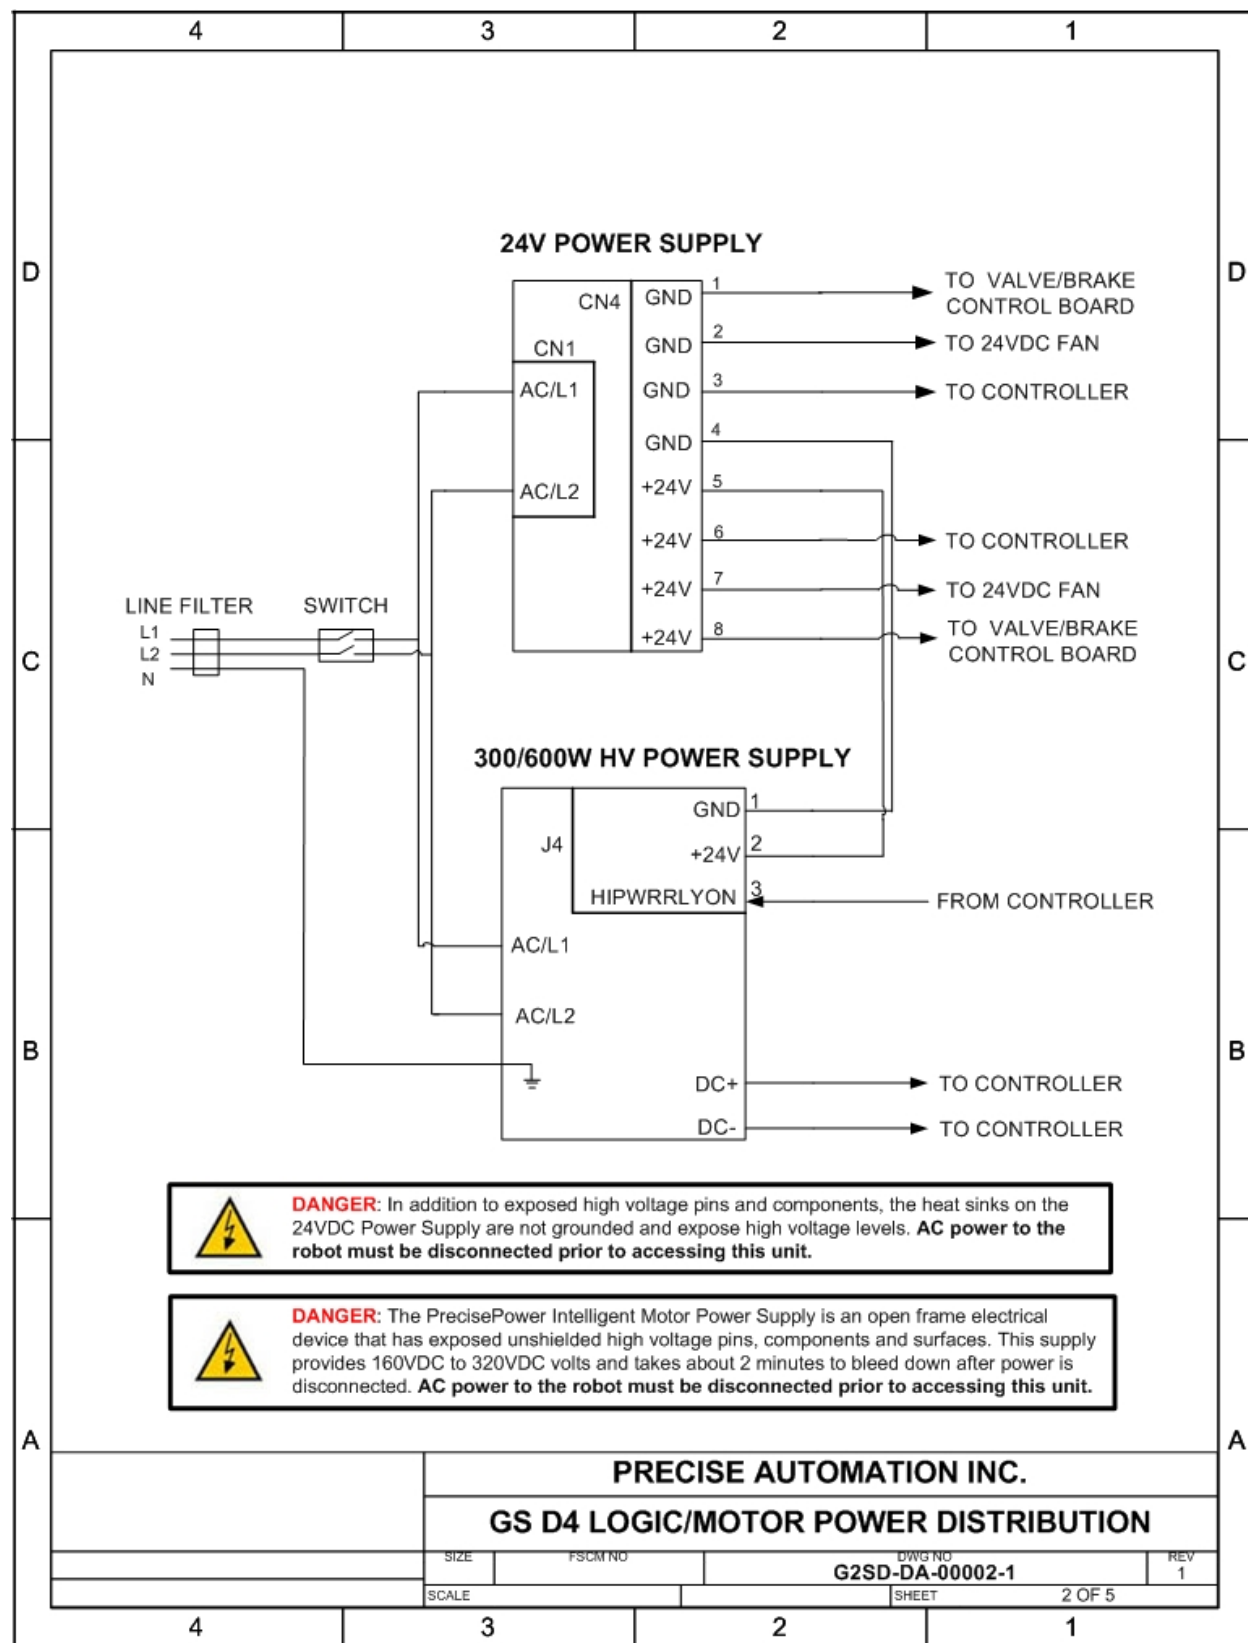 4 3 2 1
24V POWER SUPPLY
D D
CN4
CN1
AC/L1
AC/L2
GND 1 TO VALVE/BRAKE
CONTROL BOARD
GND 2 TO 24VDC FAN
GND 3 TO CONTROLLER
GND 4
+24V 5
+24V 6 TO CONTROLLER
+24V 7 TO 24VDC FAN
+24V 8 TO VALVE/BRAKE
CONTROL BOARD
LINE FILTER SWITCH
L1
L2
N
C C
300/600W HV POWER SUPPLY
J4
GND 1
+24V 2
HIPWRRLYON 3 FROM CONTROLLER
AC/L1
AC/L2
B B
DC+ TO CONTROLLER
DC- TO CONTROLLER
DANGER: In addition to exposed high voltage pins and components, the heat sinks on the
24VDC Power Supply are not grounded and expose high voltage levels. AC power to the
robot must be disconnected prior to accessing this unit.
DANGER: The PrecisePower Intelligent Motor Power Supply is an open frame electrical
device that has exposed unshielded high voltage pins, components and surfaces. This supply
provides 160VDC to 320VDC volts and takes about 2 minutes to bleed down after power is
disconnected. AC power to the robot must be disconnected prior to accessing this unit.
A A
PRECISE AUTOMATION INC.
GS D4 LOGIC/MOTOR POWER DISTRIBUTION
SIZE FSCM NO DWG NO REV
G2SD-DA-00002-1 1
SCALE SHEET 2 OF 5
4 3 2 1